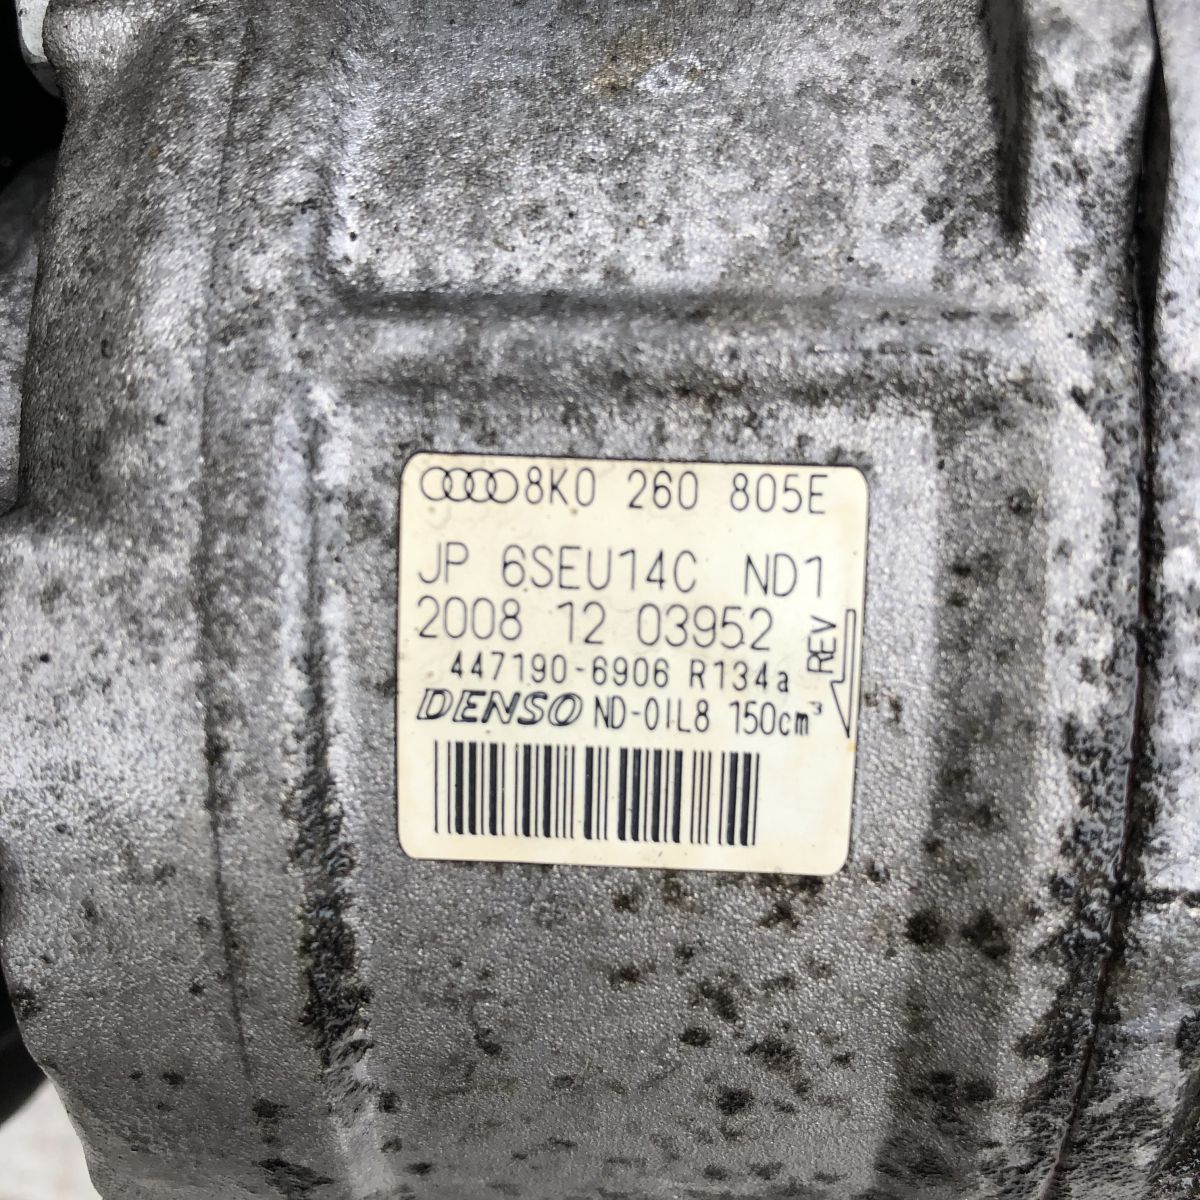 8K0 260 805E
JP 6SEU14C ND1
2008 12 03952
447190-6906 R134a
DENSO ND-OIL8 150cm³
REV